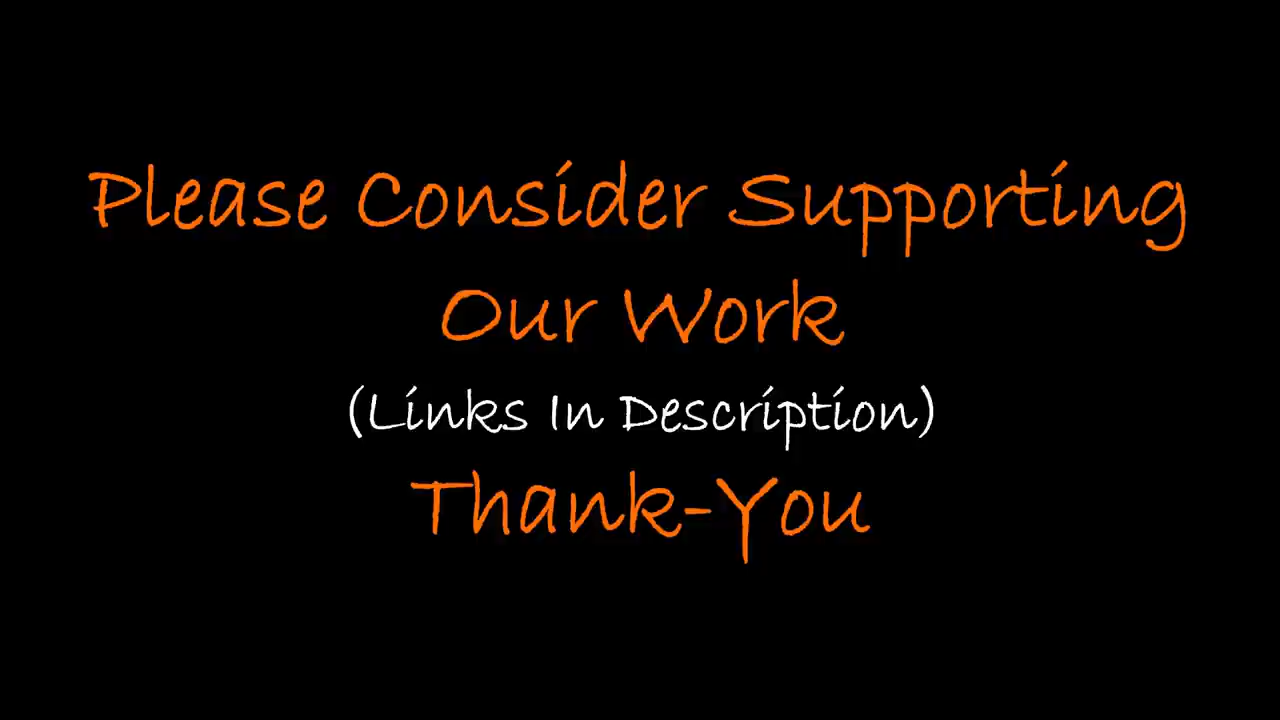 Please Consider Supporting
Our Work
(Links In Description)
Thank-You